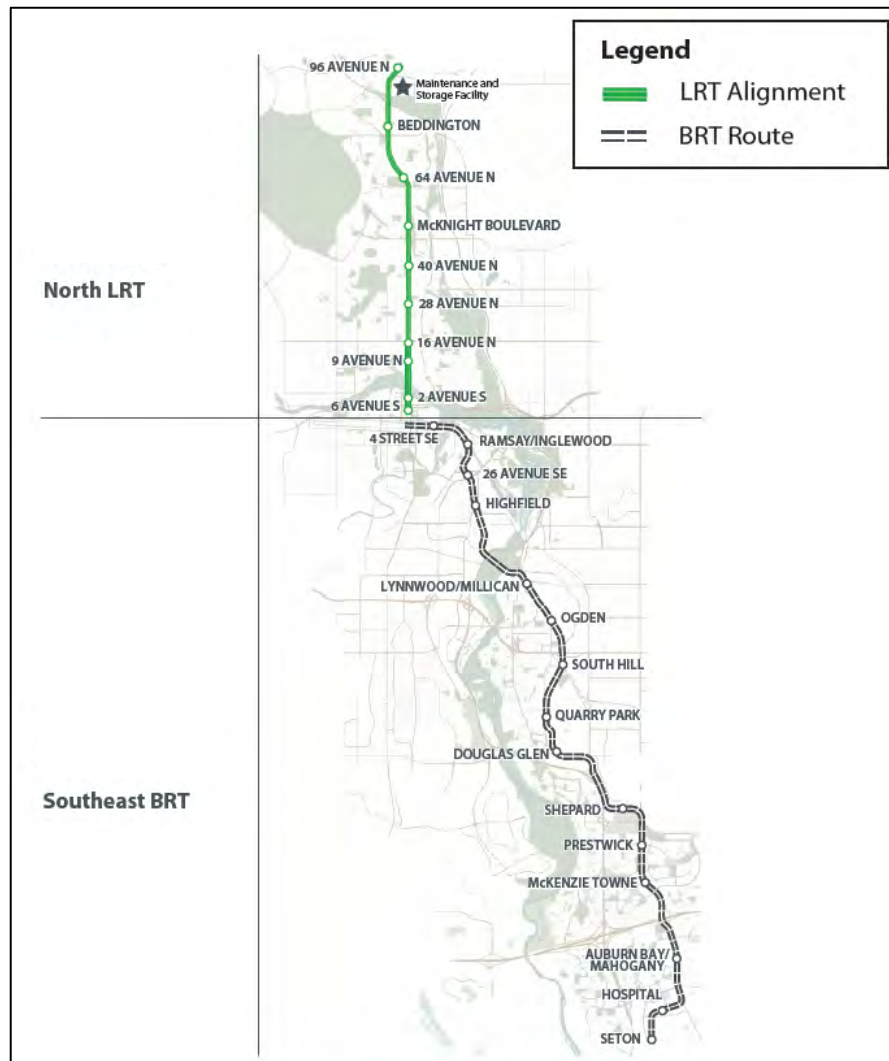 Legend
LRT Alignment
BRT Route
96 AVENUE N
Maintenance and
Storage Facility
BEDDINGTON
64 AVENUE N
McKNIGHT BOULEVARD
40 AVENUE N
North LRT
28 AVENUE N
16 AVENUE N
9 AVENUE N
2 AVENUE S
6 AVENUE S
4 STREET SE
RAMSAY/INGLEWOOD
26 AVENUE SE
HIGHFIELD
LYNNWOOD/MILLICAN
OGDEN
SOUTH HILL
QUARRY PARK
DOUGLAS GLEN
Southeast BRT
SHEPARD
PRESTWICK
McKENZIE TOWNE
AUBURN BAY/
MAHOGANY
HOSPITAL
SETON